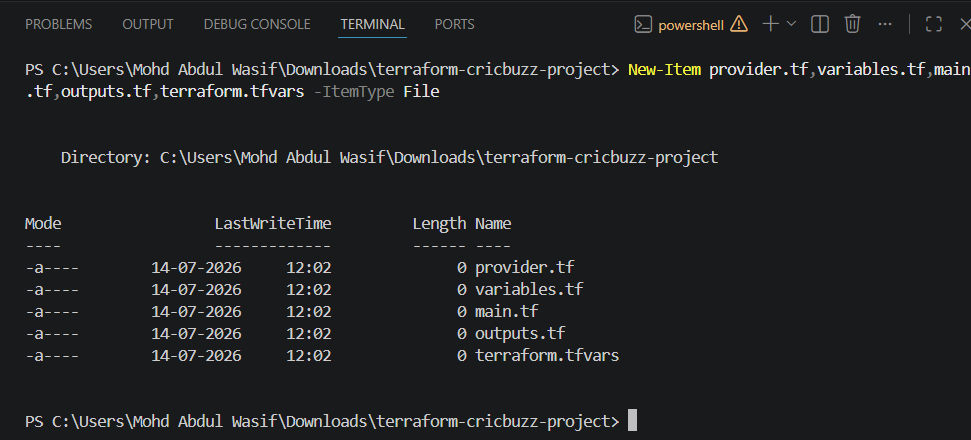 PROBLEMS OUTPUT DEBUG CONSOLE TERMINAL PORTS powershell
PS C:\Users\Mohd Abdul Wasif\Downloads\terraform-cricbuzz-project> New-Item provider.tf,variables.tf,main
.tf,outputs.tf,terraform.tfvars -ItemType File
Directory: C:\Users\Mohd Abdul Wasif\Downloads\terraform-cricbuzz-project
Mode LastWriteTime Length Name
---- ------------- ------ ----
-a---- 14-07-2026 12:02 0 provider.tf
-a---- 14-07-2026 12:02 0 variables.tf
-a---- 14-07-2026 12:02 0 main.tf
-a---- 14-07-2026 12:02 0 outputs.tf
-a---- 14-07-2026 12:02 0 terraform.tfvars
PS C:\Users\Mohd Abdul Wasif\Downloads\terraform-cricbuzz-project>